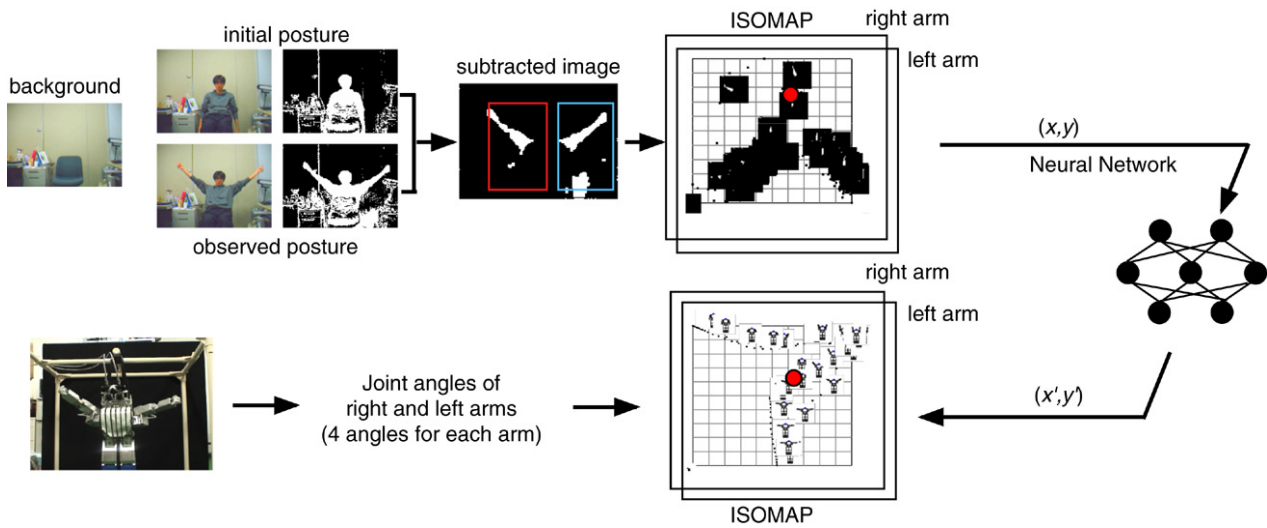 initial posture
background
observed posture
subtracted image
ISOMAP
right arm
left arm
(x,y)
Neural Network
right arm
left arm
(x',y')
Joint angles of
right and left arms
(4 angles for each arm)
ISOMAP